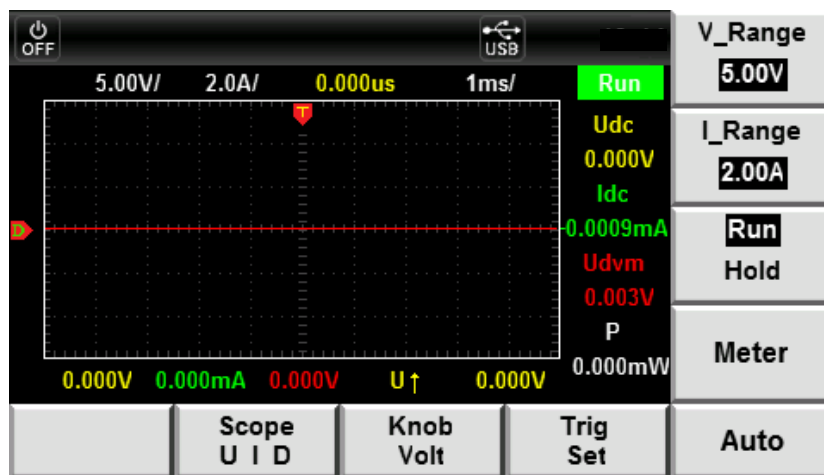 OFF
USB
5.00V/ 2.0A/ 0.000us 1ms/ Run
T
Udc
0.000V
Idc
-0.0009mA
Udvm
0.003V
P
0.000mW
D
0.000V 0.000mA 0.000V U↑ 0.000V
V_Range
5.00V
I_Range
2.00A
Run
Hold
Meter
Auto
Scope
U I D
Knob
Volt
Trig
Set